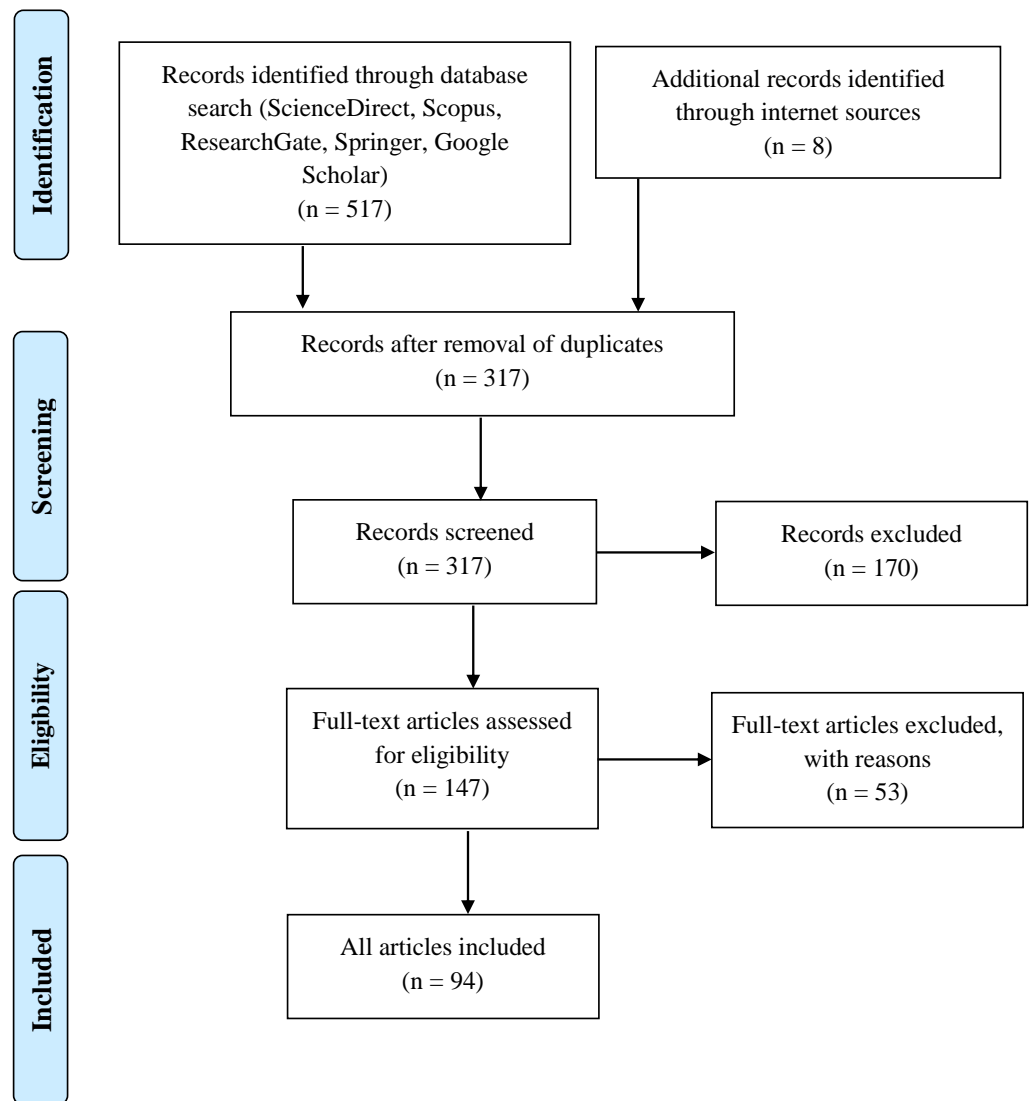 Identification
Records identified through database
search (ScienceDirect, Scopus,
ResearchGate, Springer, Google
Scholar)
(n = 517)
Additional records identified
through internet sources
(n = 8)
Screening
Records after removal of duplicates
(n = 317)
Records screened
(n = 317)
Records excluded
(n = 170)
Eligibility
Full-text articles assessed
for eligibility
(n = 147)
Full-text articles excluded,
with reasons
(n = 53)
Included
All articles included
(n = 94)